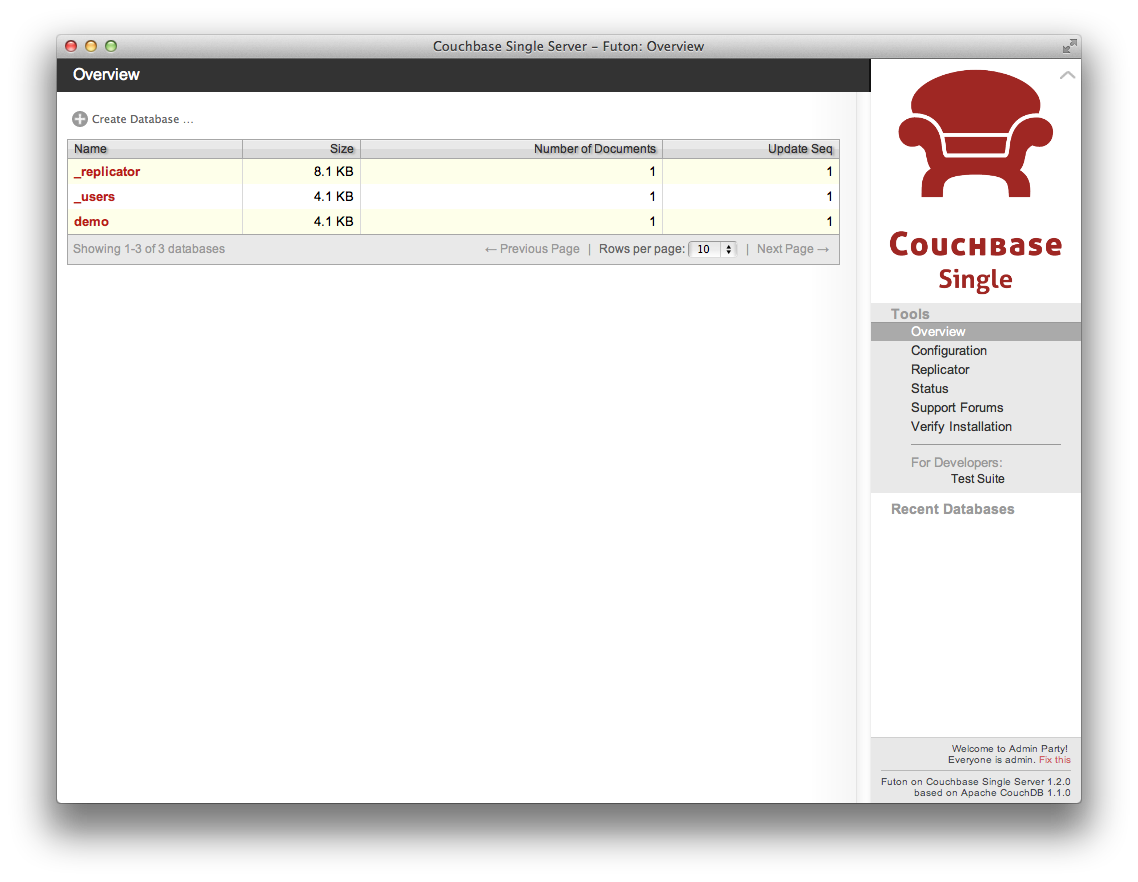 Couchbase Single Server – Futon: Overview
Overview
Create Database …
Name Size Number of Documents Update Seq
_replicator 8.1 KB 1 1
_users 4.1 KB 1 1
demo 4.1 KB 1 1
Showing 1-3 of 3 databases ← Previous Page | Rows per page: 10 | Next Page →
Couchbase
Single
Tools
Overview
Configuration
Replicator
Status
Support Forums
Verify Installation
For Developers:
Test Suite
Recent Databases
Welcome to Admin Party!
Everyone is admin. Fix this
Futon on Couchbase Single Server 1.2.0
based on Apache CouchDB 1.1.0